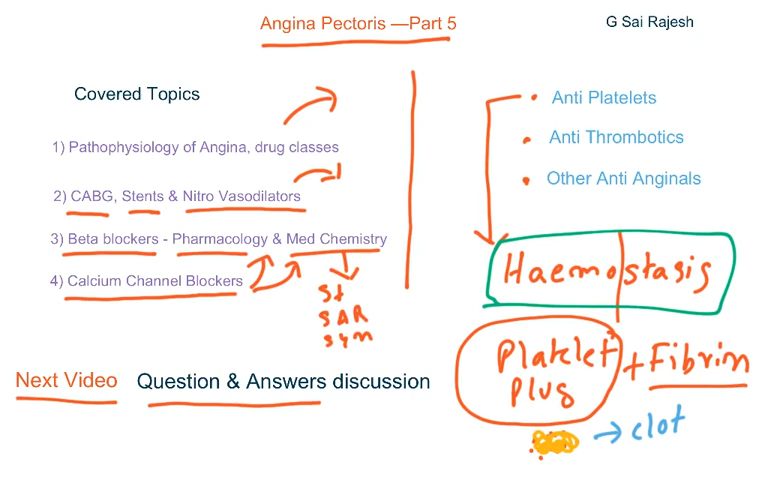 Angina Pectoris —Part 5
G Sai Rajesh
Covered Topics
1) Pathophysiology of Angina, drug classes
2) CABG, Stents & Nitro Vasodilators
3) Beta blockers - Pharmacology & Med Chemistry
4) Calcium Channel Blockers
St
SAR
Syn
Next Video Question & Answers discussion
• Anti Platelets
• Anti Thrombotics
• Other Anti Anginals
Haemostasis
Platelet + Fibrin
Plug
→ clot